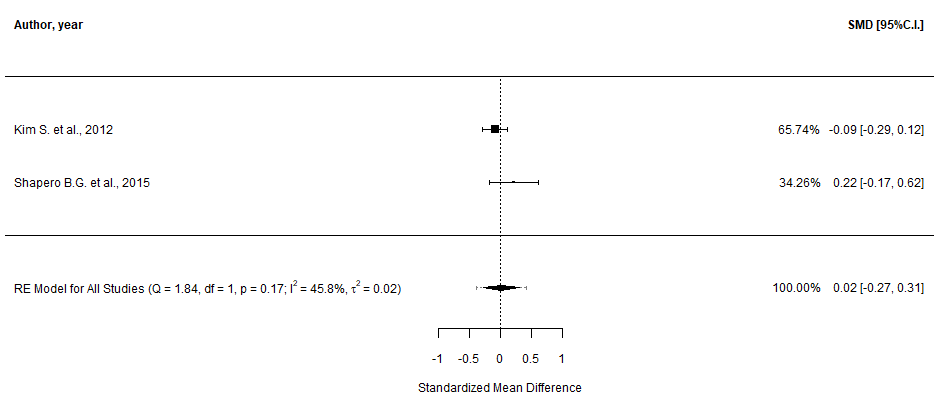 Author, year SMD [95%C.I.]
Kim S. et al., 2012 65.74% -0.09 [-0.29, 0.12]
Shapero B.G. et al., 2015 34.26% 0.22 [-0.17, 0.62]
RE Model for All Studies (Q = 1.84, df = 1, p = 0.17; I² = 45.8%, τ² = 0.02) 100.00% 0.02 [-0.27, 0.31]
-1 -0.5 0 0.5 1
Standardized Mean Difference